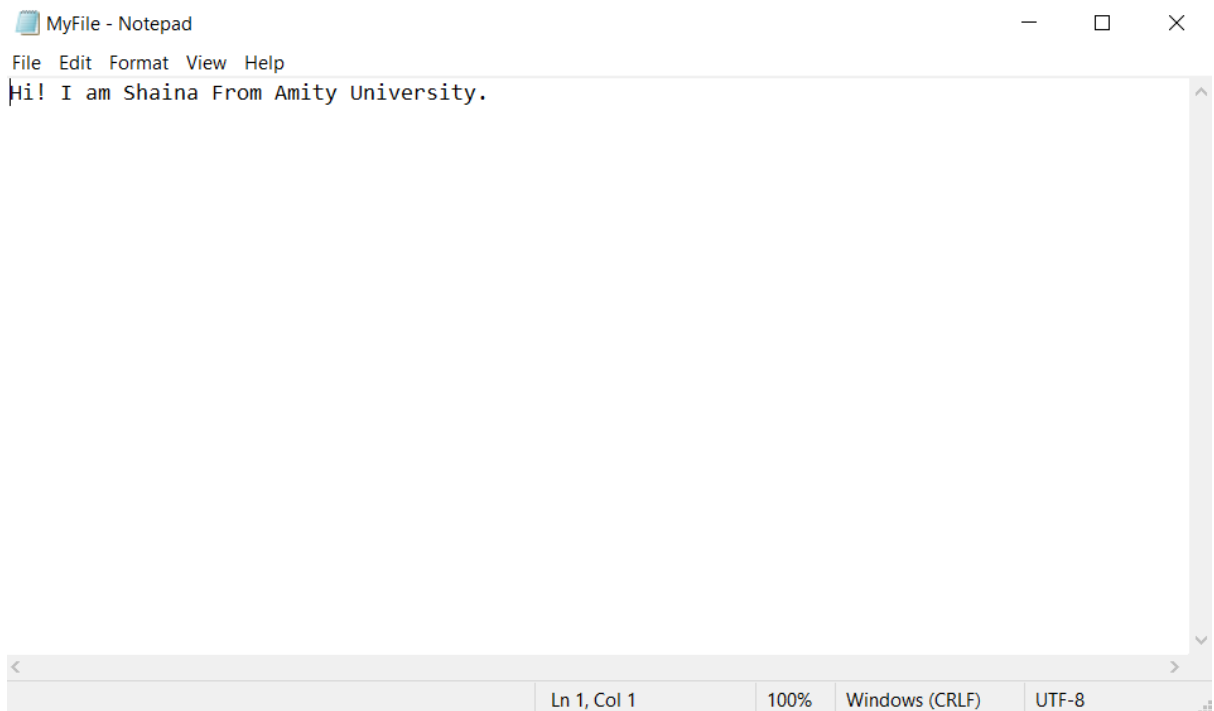 MyFile - Notepad
File Edit Format View Help
Hi! I am Shaina From Amity University.
Ln 1, Col 1 100% Windows (CRLF) UTF-8